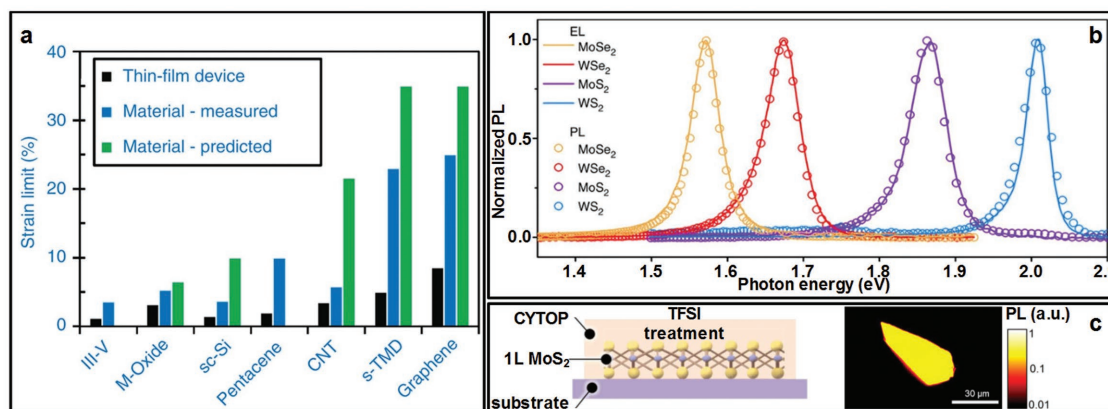 a
Thin-film device
Material - measured
Material - predicted
Strain limit (%)
40
30
20
10
0
III-V
M-Oxide
sc-Si
Pentacene
CNT
s-TMD
Graphene
b
EL
MoSe₂
WSe₂
MoS₂
WS₂
PL
MoSe₂
WSe₂
MoS₂
WS₂
Normalized PL
1.0
0.5
0.0
1.4 1.5 1.6 1.7 1.8 1.9 2.0 2.
Photon energy (eV)
c
TFSI
CYTOP
treatment
1L MoS₂
substrate
PL (a.u.)
1
0.1
0.01
30 μm